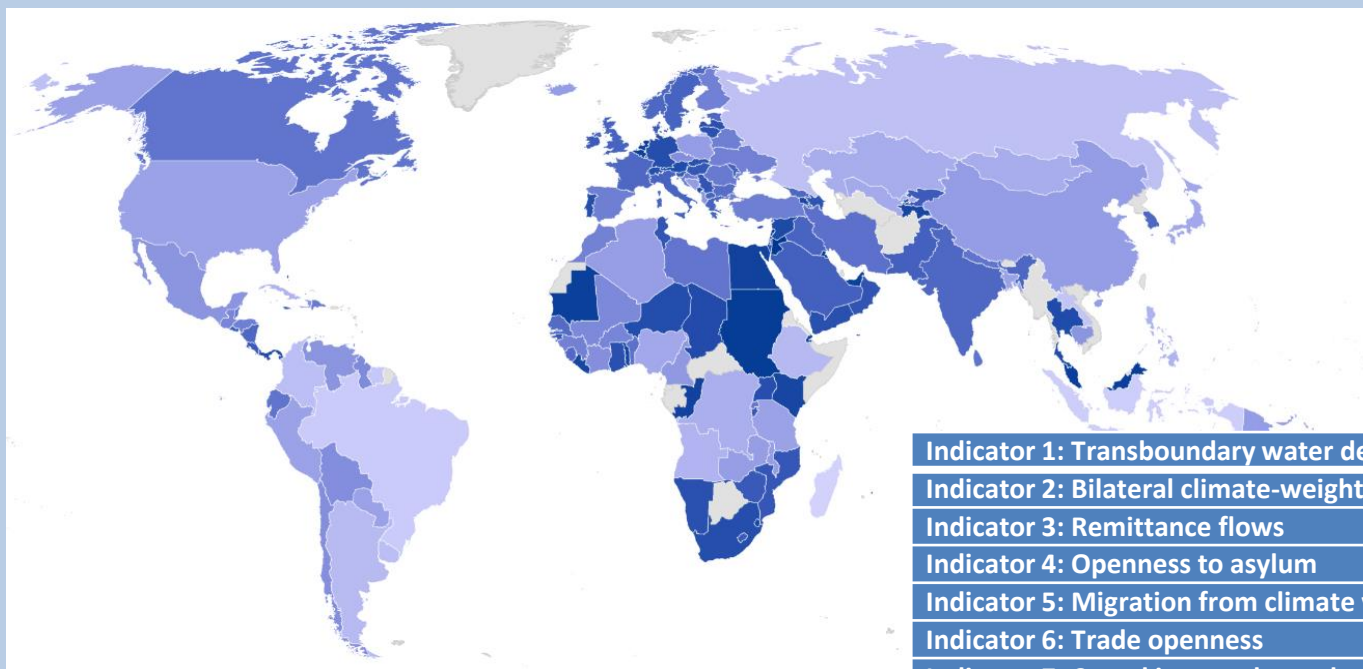 Indicator 1: Transboundary water de
Indicator 2: Bilateral climate-weight
Indicator 3: Remittance flows
Indicator 4: Openness to asylum
Indicator 5: Migration from climate
Indicator 6: Trade openness